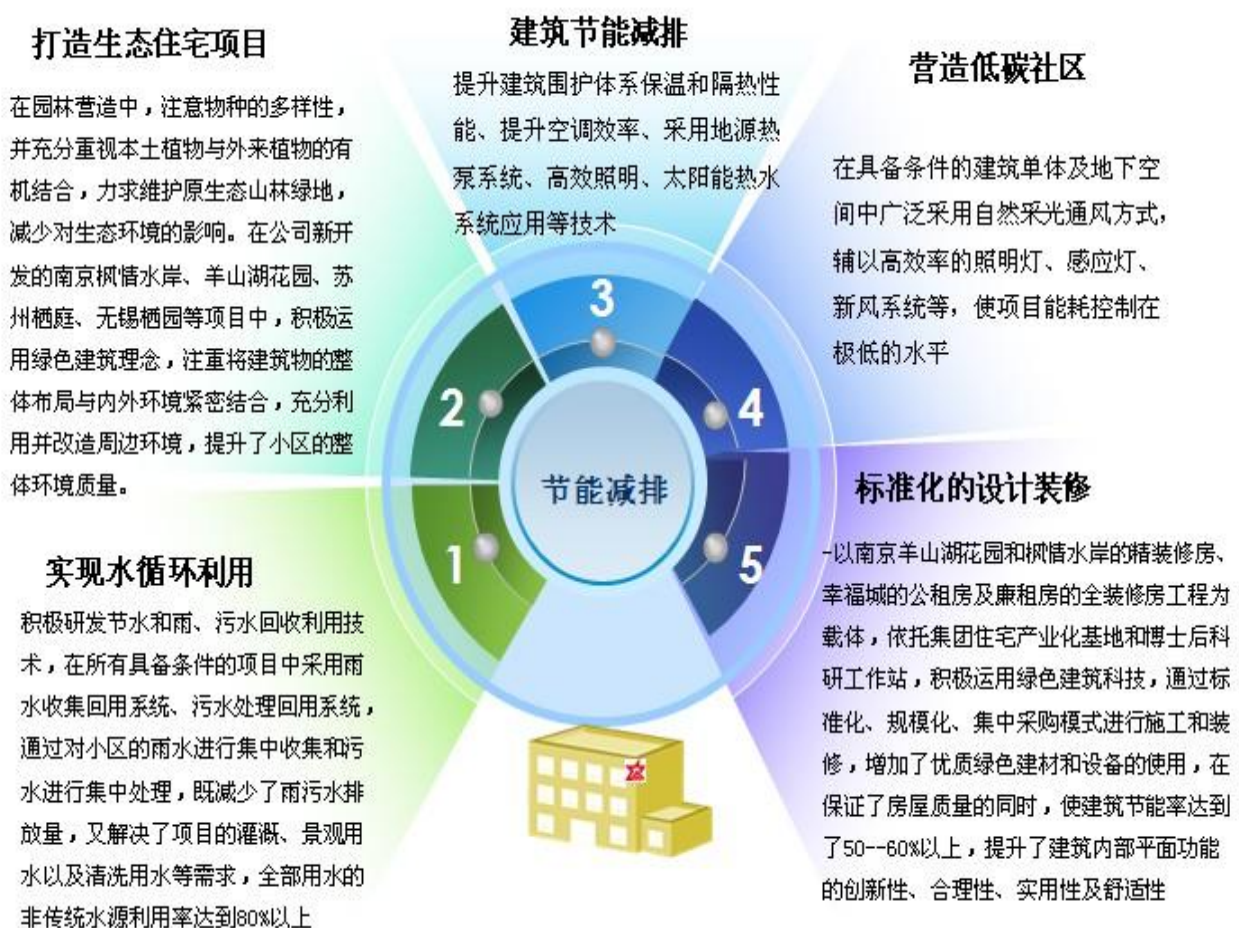 打造生态住宅项目
在园林营造中，注意物种的多样性，
并充分重视本土植物与外来植物的有
机结合，力求维护原生态山林绿地，
减少对生态环境的影响。在公司新开
发的南京枫情水岸、羊山湖花园、苏
州栖庭、无锡栖园等项目中，积极运
用绿色建筑理念，注重将建筑物的整
体布局与内外环境紧密结合，充分利
用并改造周边环境，提升了小区的整
体环境质量。
建筑节能减排
提升建筑围护体系保温和隔热性
能、提升空调效率、采用地源热
泵系统、高效照明、太阳能热水
系统应用等技术
营造低碳社区
在具备条件的建筑单体及地下空
间中广泛采用自然采光通风方式，
辅以高效率的照明灯、感应灯、
新风系统等，使项目能耗控制在
极低的水平
3
2
4
节能减排
1
5
实现水循环利用
积极研发节水和雨、污水回收利用技
术，在所有具备条件的项目中采用雨
水收集回用系统、污水处理回用系统，
通过对小区的雨水进行集中收集和污
水进行集中处理，既减少了雨污水排
放量，又解决了项目的灌溉、景观用
水以及清洗用水等需求，全部用水的
非传统水源利用率达到80%以上
标准化的设计装修
-以南京羊山湖花园和枫情水岸的精装修房、
幸福城的公租房及廉租房的全装修房工程为
载体，依托集团住宅产业化基地和博士后科
研工作站，积极运用绿色建筑科技，通过标
准化、规模化、集中采购模式进行施工和装
修，增加了优质绿色建材和设备的使用，在
保证了房屋质量的同时，使建筑节能率达到
了50--60%以上，提升了建筑内部平面功能
的创新性、合理性、实用性及舒适性